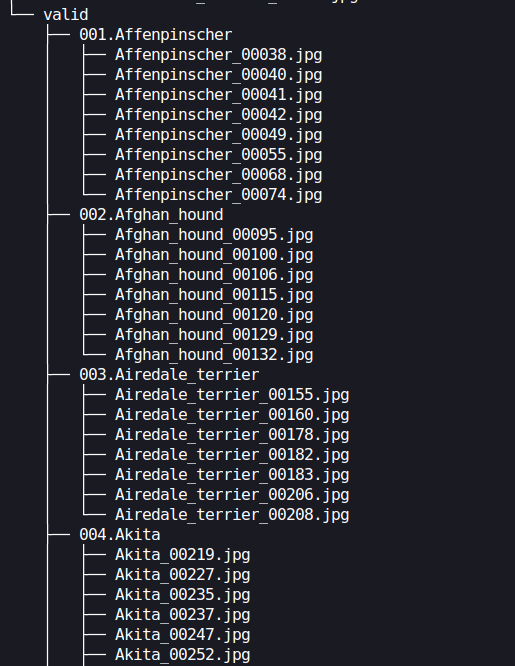 └── valid
├── 001.Affenpinscher
│   ├── Affenpinscher_00038.jpg
│   ├── Affenpinscher_00040.jpg
│   ├── Affenpinscher_00041.jpg
│   ├── Affenpinscher_00042.jpg
│   ├── Affenpinscher_00049.jpg
│   ├── Affenpinscher_00055.jpg
│   ├── Affenpinscher_00068.jpg
│   └── Affenpinscher_00074.jpg
├── 002.Afghan_hound
│   ├── Afghan_hound_00095.jpg
│   ├── Afghan_hound_00100.jpg
│   ├── Afghan_hound_00106.jpg
│   ├── Afghan_hound_00115.jpg
│   ├── Afghan_hound_00120.jpg
│   ├── Afghan_hound_00129.jpg
│   └── Afghan_hound_00132.jpg
├── 003.Airedale_terrier
│   ├── Airedale_terrier_00155.jpg
│   ├── Airedale_terrier_00160.jpg
│   ├── Airedale_terrier_00178.jpg
│   ├── Airedale_terrier_00182.jpg
│   ├── Airedale_terrier_00183.jpg
│   ├── Airedale_terrier_00206.jpg
│   └── Airedale_terrier_00208.jpg
├── 004.Akita
│   ├── Akita_00219.jpg
│   ├── Akita_00227.jpg
│   ├── Akita_00235.jpg
│   ├── Akita_00237.jpg
│   ├── Akita_00247.jpg
│   ├── Akita_00252.jpg